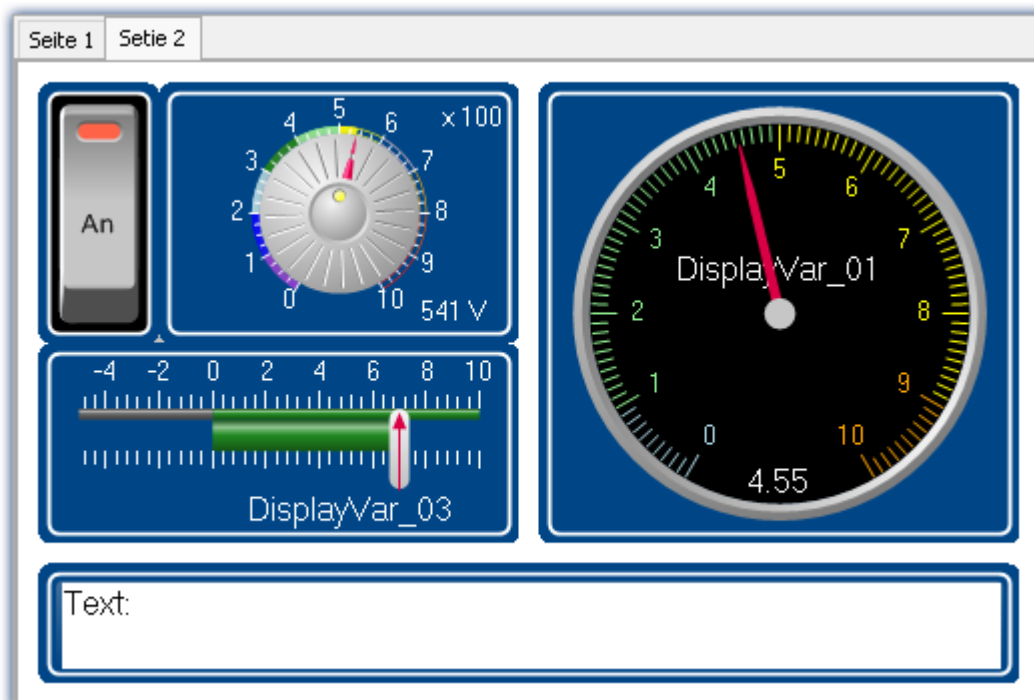 Seite 1 Setie 2
An
0 1 2 3 4 5 6 7 8 9 10
x100
541 V
-4 -2 0 2 4 6 8 10
DisplayVar_03
0 1 2 3 4 5 6 7 8 9 10
DisplayVar_01
4.55
Text: